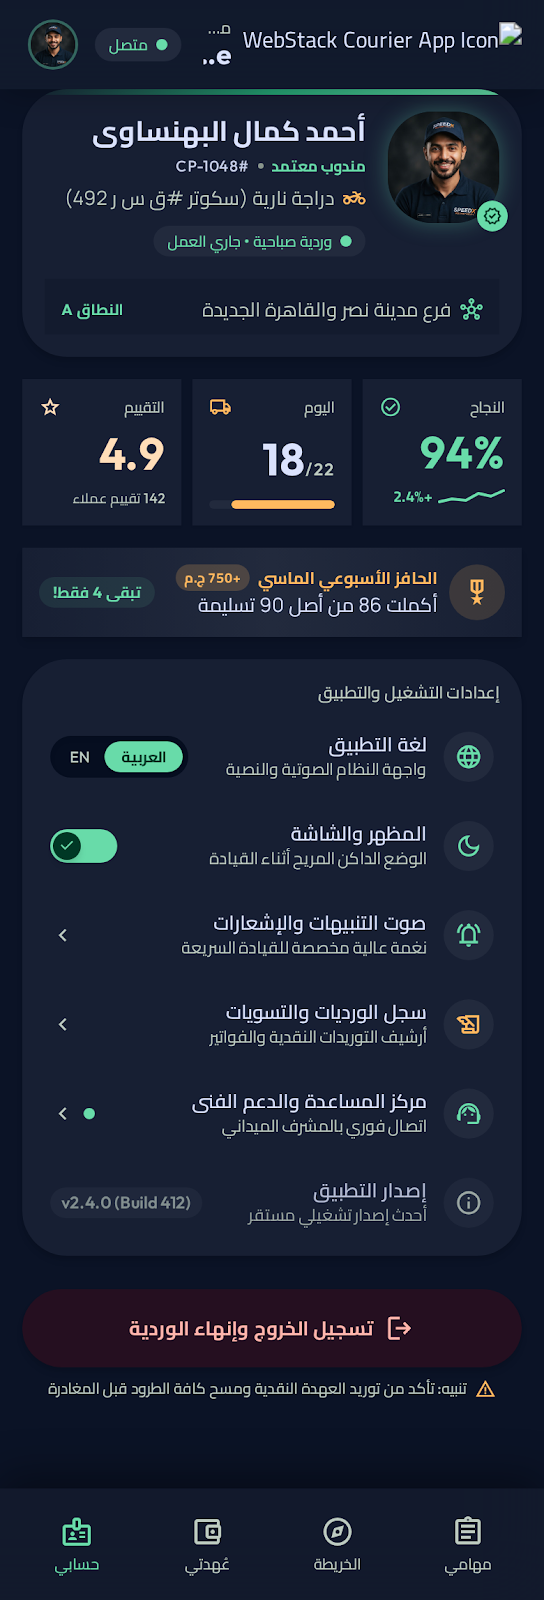 WebStack Courier App Icon
م...
e..
متصل
أحمد كمال البهنساوى
مندوب معتمد • CP-1048#
دراجة نارية (سكوتر #ق س ر 492)
وردية صباحية • جاري العمل
فرع مدينة نصر والقاهرة الجديدة
النطاق A
النجاح
94%
+2.4%
اليوم
18/22
التقييم
4.9
142 تقييم عملاء
الحافز الأسبوعي الماسي
+750 ج.م
أكملت 86 من أصل 90 تسليمة
تبقى 4 فقط!
إعدادات التشغيل والتطبيق
لغة التطبيق
واجهة النظام الصوتية والنصية
العربية
EN
المظهر والشاشة
الوضع الداكن المريح أثناء القيادة
صوت التنبيهات والإشعارات
نغمة عالية مخصصة للقيادة السريعة
سجل الورديات والتسويات
أرشيف التوريدات النقدية والفواتير
مركز المساعدة والدعم الفنى
اتصال فوري بالمشرف الميداني
إصدار التطبيق
أحدث إصدار تشغيلي مستقر
v2.4.0 (Build 412)
تسجيل الخروج وإنهاء الوردية
تنبيه: تأكد من توريد العهدة النقدية ومسح كافة الطرود قبل المغادرة
مهامي
الخريطة
عُهدتي
حسابي